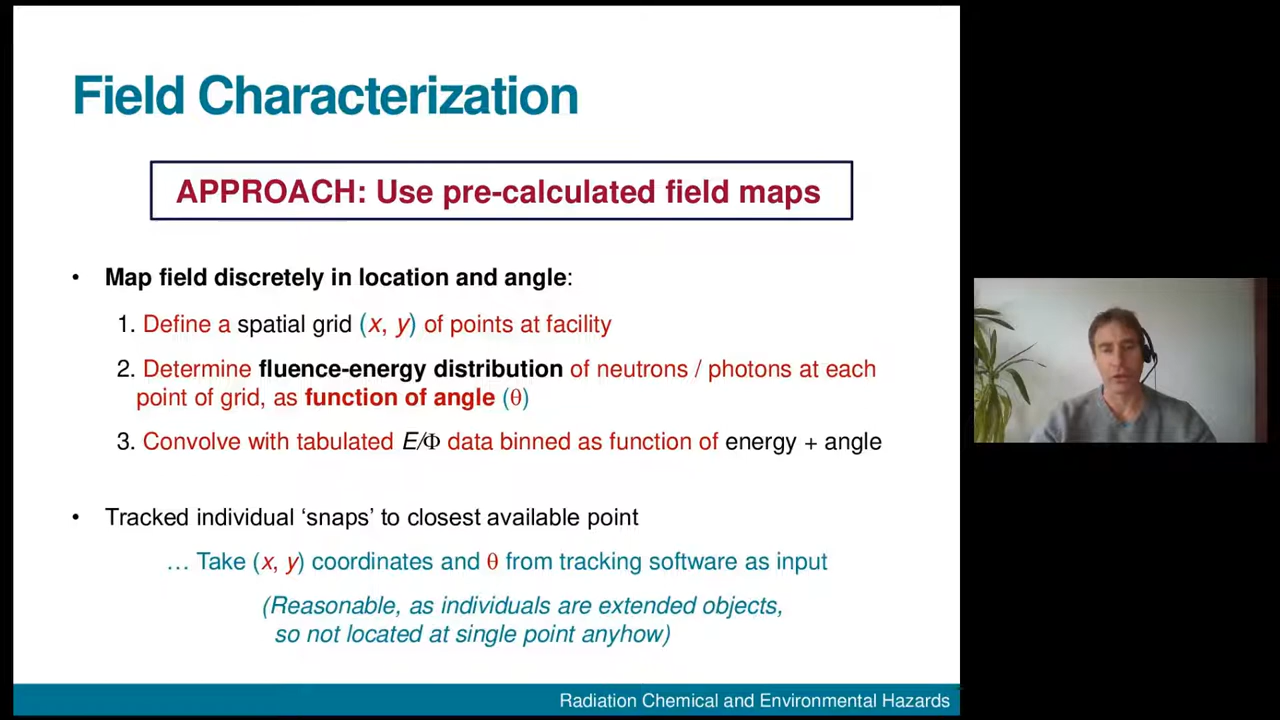 Field Characterization
APPROACH: Use pre-calculated field maps
• Map field discretely in location and angle:
1. Define a spatial grid (x, y) of points at facility
2. Determine fluence-energy distribution of neutrons / photons at each
point of grid, as function of angle (θ)
3. Convolve with tabulated E/Φ data binned as function of energy + angle
• Tracked individual ‘snaps’ to closest available point
… Take (x, y) coordinates and θ from tracking software as input
(Reasonable, as individuals are extended objects,
so not located at single point anyhow)
Radiation Chemical and Environmental Hazards